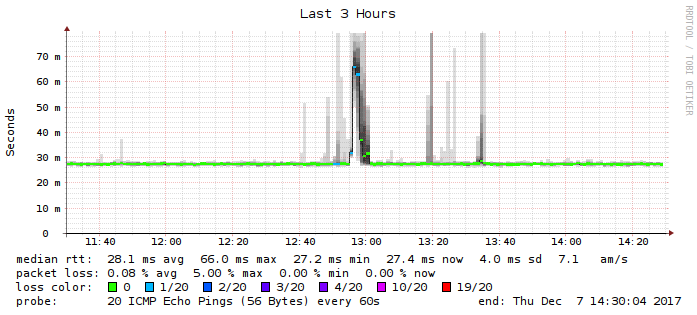 Last 3 Hours
RRDTOOL / TOBI OETIKER
Seconds
70 m
60 m
50 m
40 m
30 m
20 m
10 m
0
11:40 12:00 12:20 12:40 13:00 13:20 13:40 14:00 14:20
median rtt: 28.1 ms avg 66.0 ms max 27.2 ms min 27.4 ms now 4.0 ms sd 7.1 am/s
packet loss: 0.08 % avg 5.00 % max 0.00 % min 0.00 % now
loss color: 0 1/20 2/20 3/20 4/20 10/20 19/20
probe: 20 ICMP Echo Pings (56 Bytes) every 60s end: Thu Dec 7 14:30:04 2017